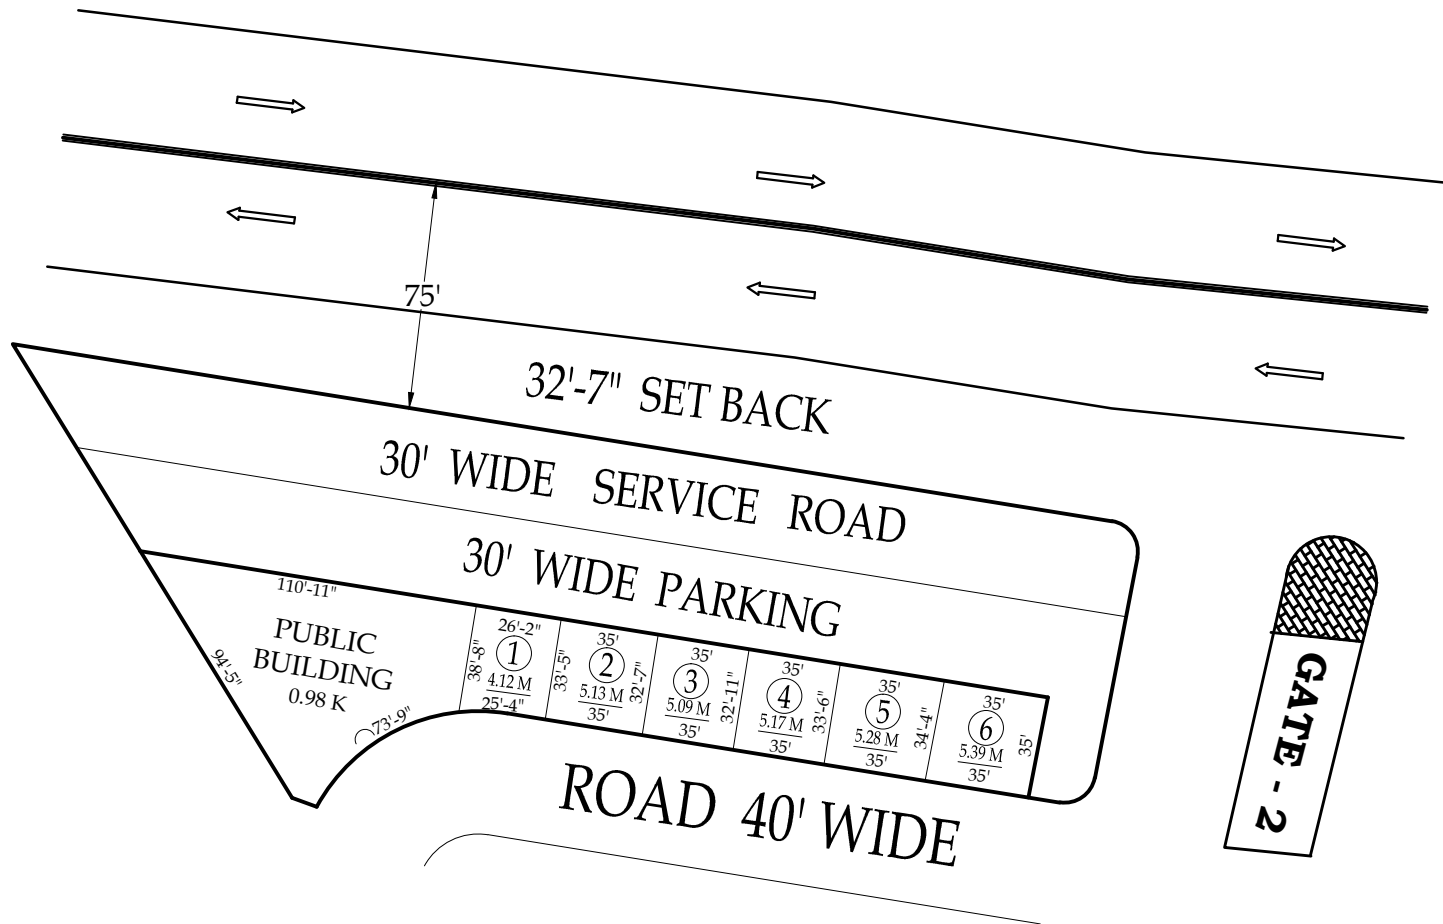 75'
32'-7" SET BACK
30' WIDE SERVICE ROAD
30' WIDE PARKING
110'-11"
PUBLIC
BUILDING
0.98 K
94'-5"
73'-9"
38'-8"
26'-2"
1
4.12 M
25'-4"
33'-5"
35'
2
5.13 M
35'
32'-7"
35'
3
5.09 M
35'
32'-11"
35'
4
5.17 M
35'
33'-6"
35'
5
5.28 M
35'
34'-4"
35'
6
5.39 M
35'
35'
ROAD 40' WIDE
GATE - 2